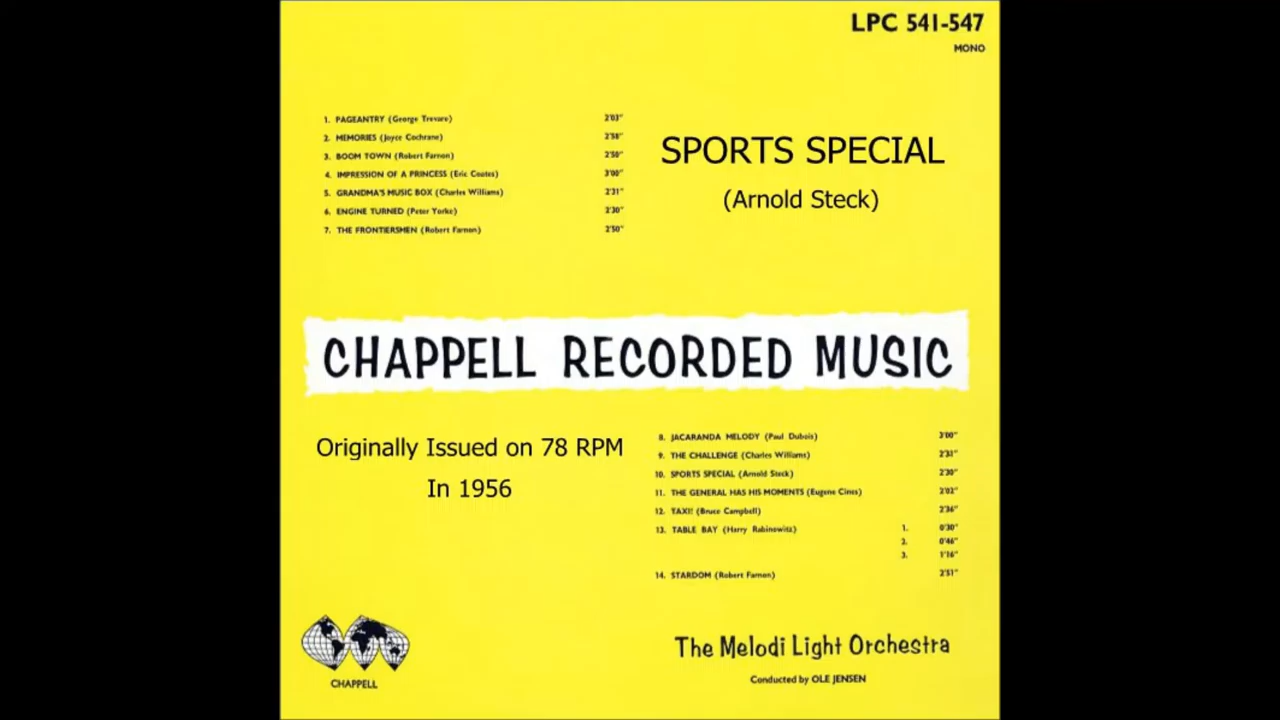 LPC 541-547
MONO
1. PAGEANTRY (George Trevare) 2'03"
2. MEMORIES (Joyce Cochrane) 2'58"
3. BOOM TOWN (Robert Farnon) 2'50"
4. IMPRESSION OF A PRINCESS (Eric Coates) 3'00"
5. GRANDMA'S MUSIC BOX (Charles Williams) 2'31"
6. ENGINE TURNED (Peter Yorke) 2'30"
7. THE FRONTIERSMEN (Robert Farnon) 2'50"
SPORTS SPECIAL
(Arnold Steck)
CHAPPELL RECORDED MUSIC
Originally Issued on 78 RPM
In 1956
8. JACARANDA MELODY (Paul Dubois) 3'00"
9. THE CHALLENGE (Charles Williams) 2'31"
10. SPORTS SPECIAL (Arnold Steck) 2'30"
11. THE GENERAL HAS HIS MOMENTS (Eugene Cines) 2'02"
12. TAXI! (Bruce Campbell) 2'36"
13. TABLE BAY (Harry Rabinowitz) 1. 0'30"
2. 0'46"
3. 1'16"
14. STARDOM (Robert Farnon) 2'51"
CHAPPELL
The Melodi Light Orchestra
Conducted by OLE JENSEN